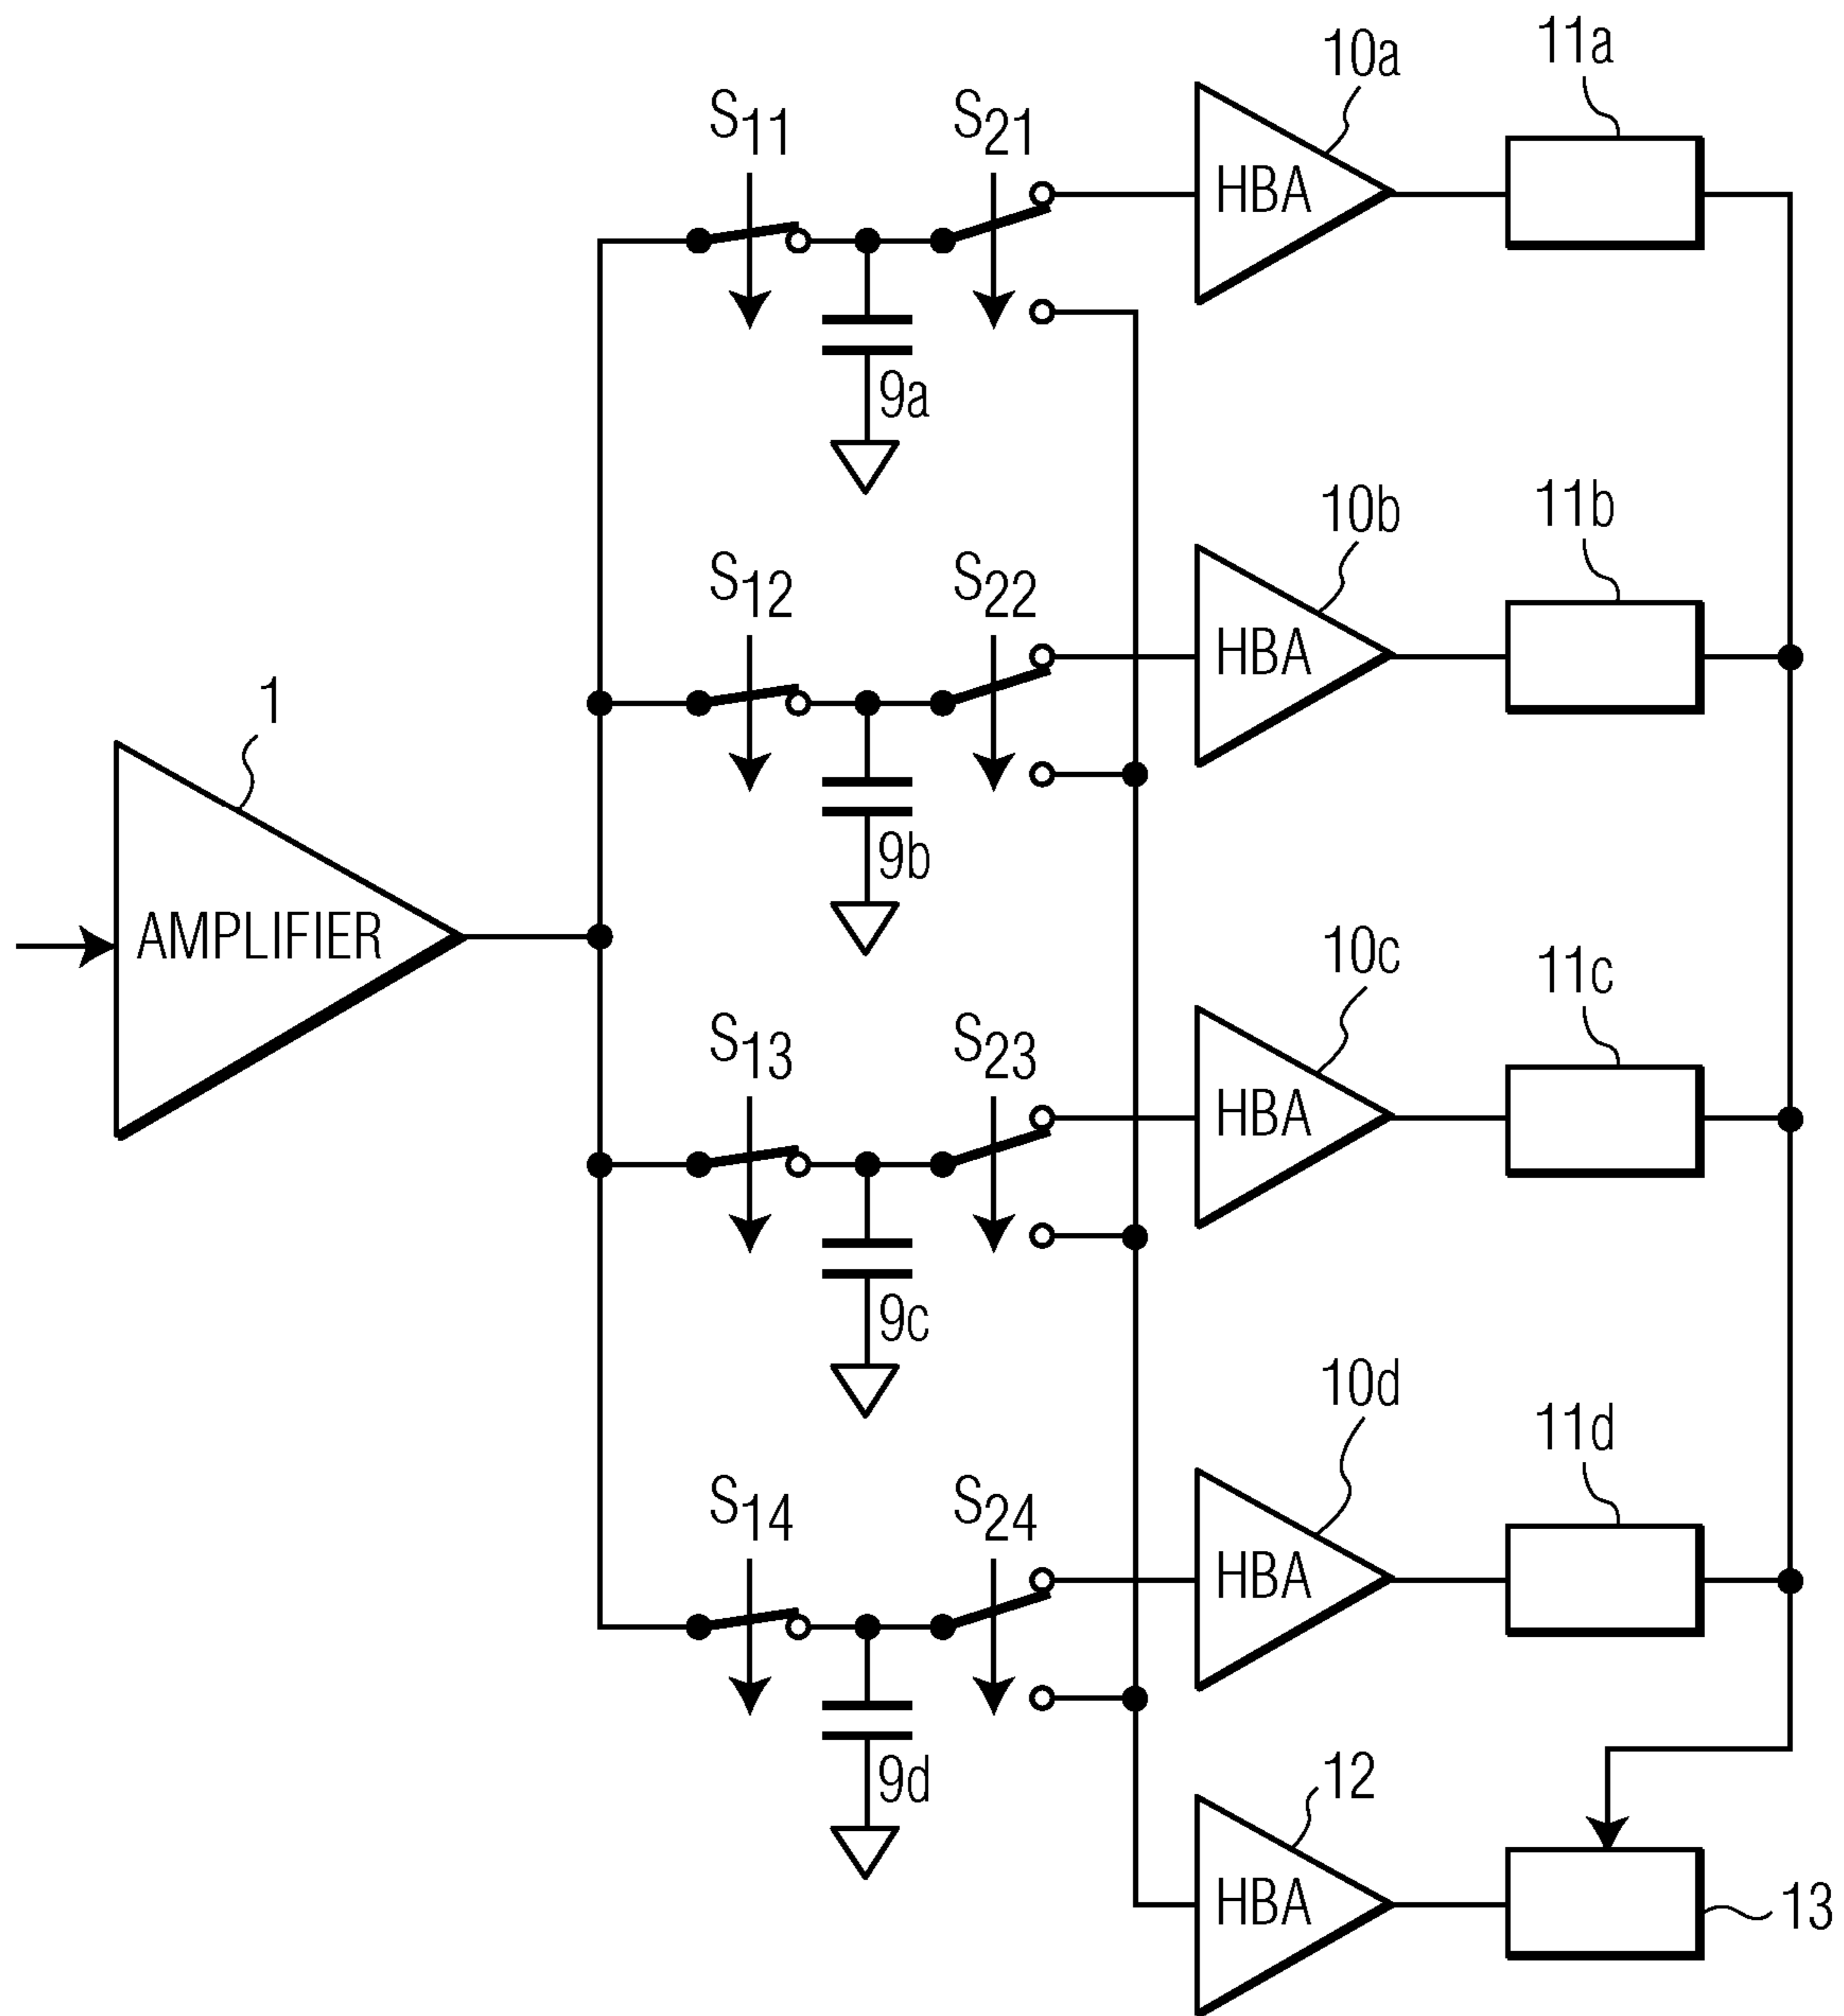 10a
11a
S11
S21
HBA
9a
10b
11b
S12
S22
HBA
1
9b
AMPLIFIER
10c
11c
S13
S23
HBA
9c
10d
11d
S14
S24
HBA
9d
12
HBA
13